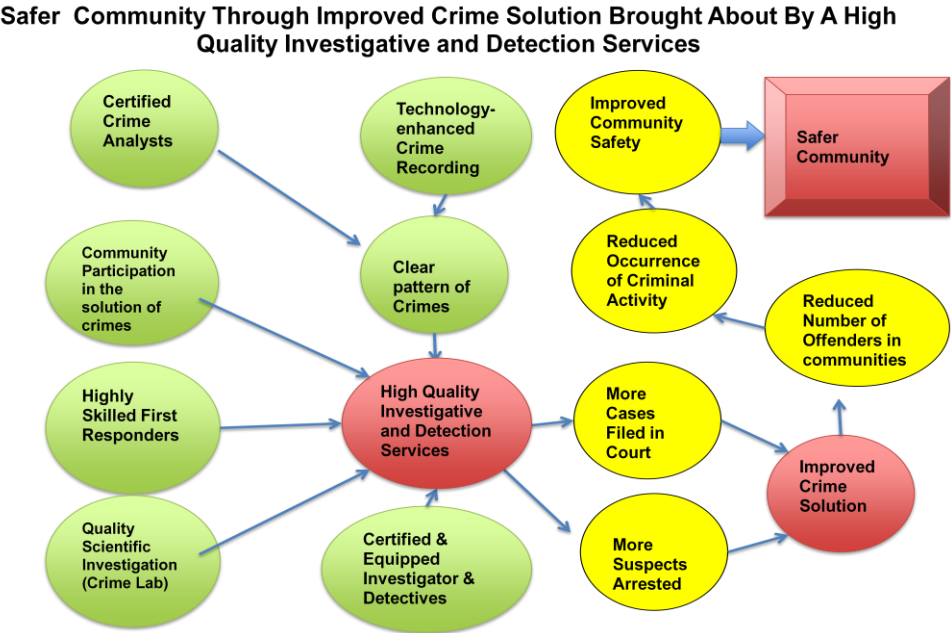 Safer  Community Through Improved Crime Solution Brought About By A High
Quality Investigative and Detection Services
Certified
Crime
Analysts
Technology-
enhanced
Crime
Recording
Improved
Community
Safety
Safer
Community
Community
Participation
in the
solution of
crimes
Clear
pattern of
Crimes
Reduced
Occurrence
of Criminal
Activity
Reduced
Number of
Offenders in
communities
Highly
Skilled First
Responders
High Quality
Investigative
and Detection
Services
More
Cases
Filed in
Court
Improved
Crime
Solution
Quality
Scientific
Investigation
(Crime Lab)
Certified &
Equipped
Investigator &
Detectives
More
Suspects
Arrested